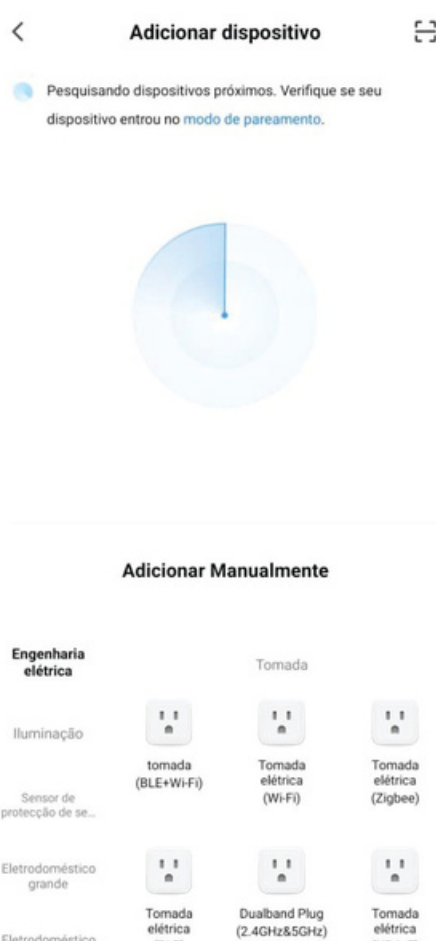 Adicionar dispositivo
Pesquisando dispositivos próximos. Verifique se seu
dispositivo entrou no modo de pareamento.
Adicionar Manualmente
Engenharia
elétrica
Tomada
Iluminação
tomada
(BLE+Wi-Fi)
Tomada
elétrica
(Wi-Fi)
Tomada
elétrica
(Zigbee)
Sensor de
protecção de se...
Eletrodoméstico
grande
Tomada
elétrica
Dualband Plug
(2.4GHz&5GHz)
Tomada
elétrica
Eletrodoméstico